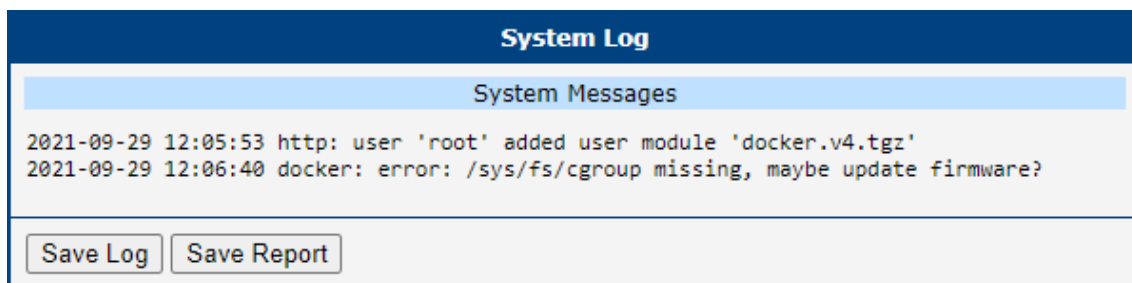 System Log
System Messages
2021-09-29 12:05:53 http: user 'root' added user module 'docker.v4.tgz'
2021-09-29 12:06:40 docker: error: /sys/fs/cgroup missing, maybe update firmware?
Save Log Save Report